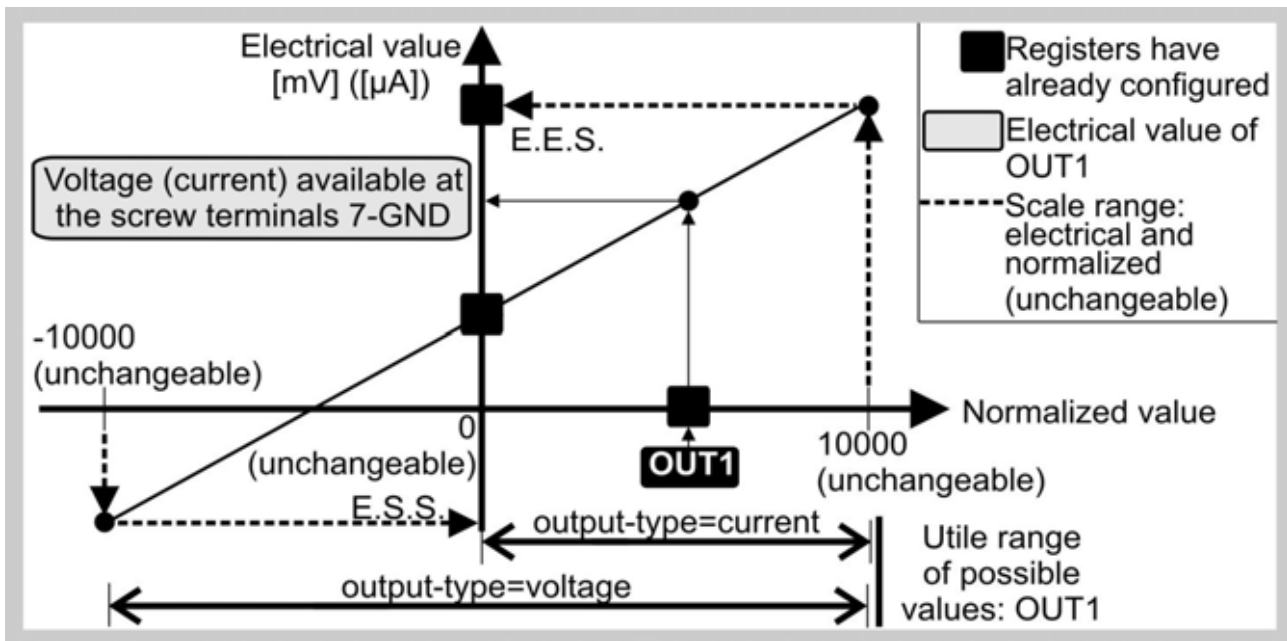 Electrical value
[mV] ([µA])
E.E.S.
Voltage (current) available at
the screw terminals 7-GND
-10000
(unchangeable)
0
(unchangeable)
E.S.S.
OUT1
10000
(unchangeable)
Normalized value
output-type=current
output-type=voltage
Registers have
already configured
Electrical value of
OUT1
Scale range:
electrical and
normalized
(unchangeable)
Utile range
of possible
values: OUT1